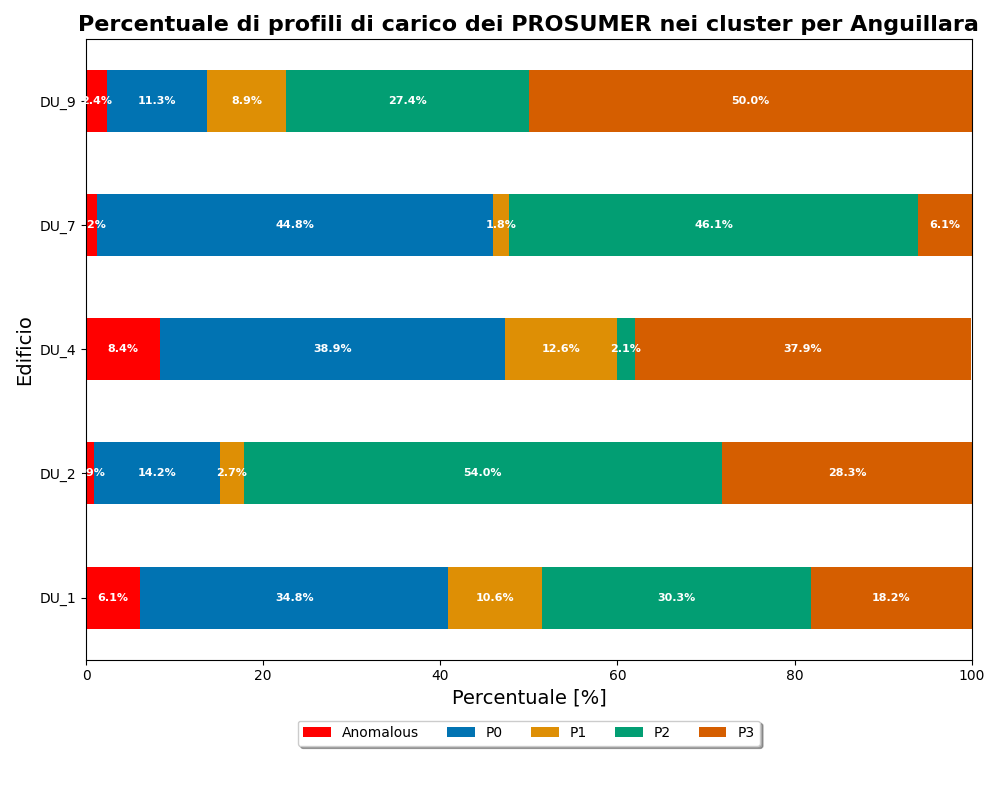 Percentuale di profili di carico dei PROSUMER nei cluster per Anguillara
DU_9 2.4% 11.3% 8.9% 27.4% 50.0%
DU_7 2% 44.8% 1.8% 46.1% 6.1%
DU_4 8.4% 38.9% 12.6% 2.1% 37.9%
DU_2 9% 14.2% 2.7% 54.0% 28.3%
DU_1 6.1% 34.8% 10.6% 30.3% 18.2%
Edificio
0 20 40 60 80 100
Percentuale [%]
Anomalous P0 P1 P2 P3